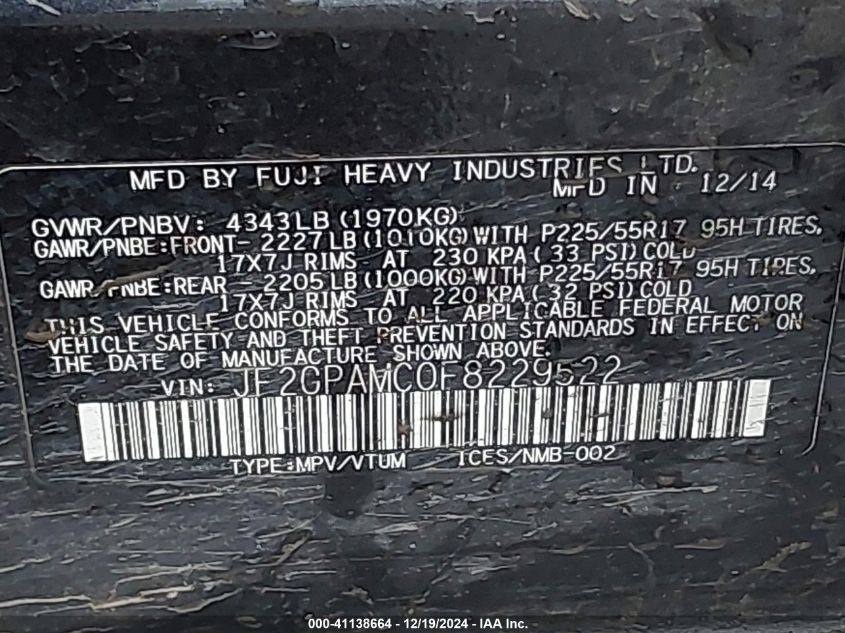 MFD BY FUJI HEAVY INDUSTRIES LTD.
MFD IN 12/14
GVWR/PNBV: 4343LB (1970KG)
GAWR/PNBE:FRONT- 2227LB (1010KG) WITH P225/55R17 95H TIRES,
17X7J RIMS AT 230 KPA (33 PSI) COLD
GAWR/PNBE:REAR - 2205LB (1000KG) WITH P225/55R17 95H TIRES,
17X7J RIMS AT 220 KPA (32 PSI) COLD
THIS VEHICLE CONFORMS TO ALL APPLICABLE FEDERAL MOTOR
VEHICLE SAFETY AND THEFT PREVENTION STANDARDS IN EFFECT ON
THE DATE OF MANUFACTURE SHOWN ABOVE.
VIN: JF2GPAMC0F8229522
TYPE:MPV/VTUM ICES/NMB-002
000-41138664 - 12/19/2024 - IAA Inc.